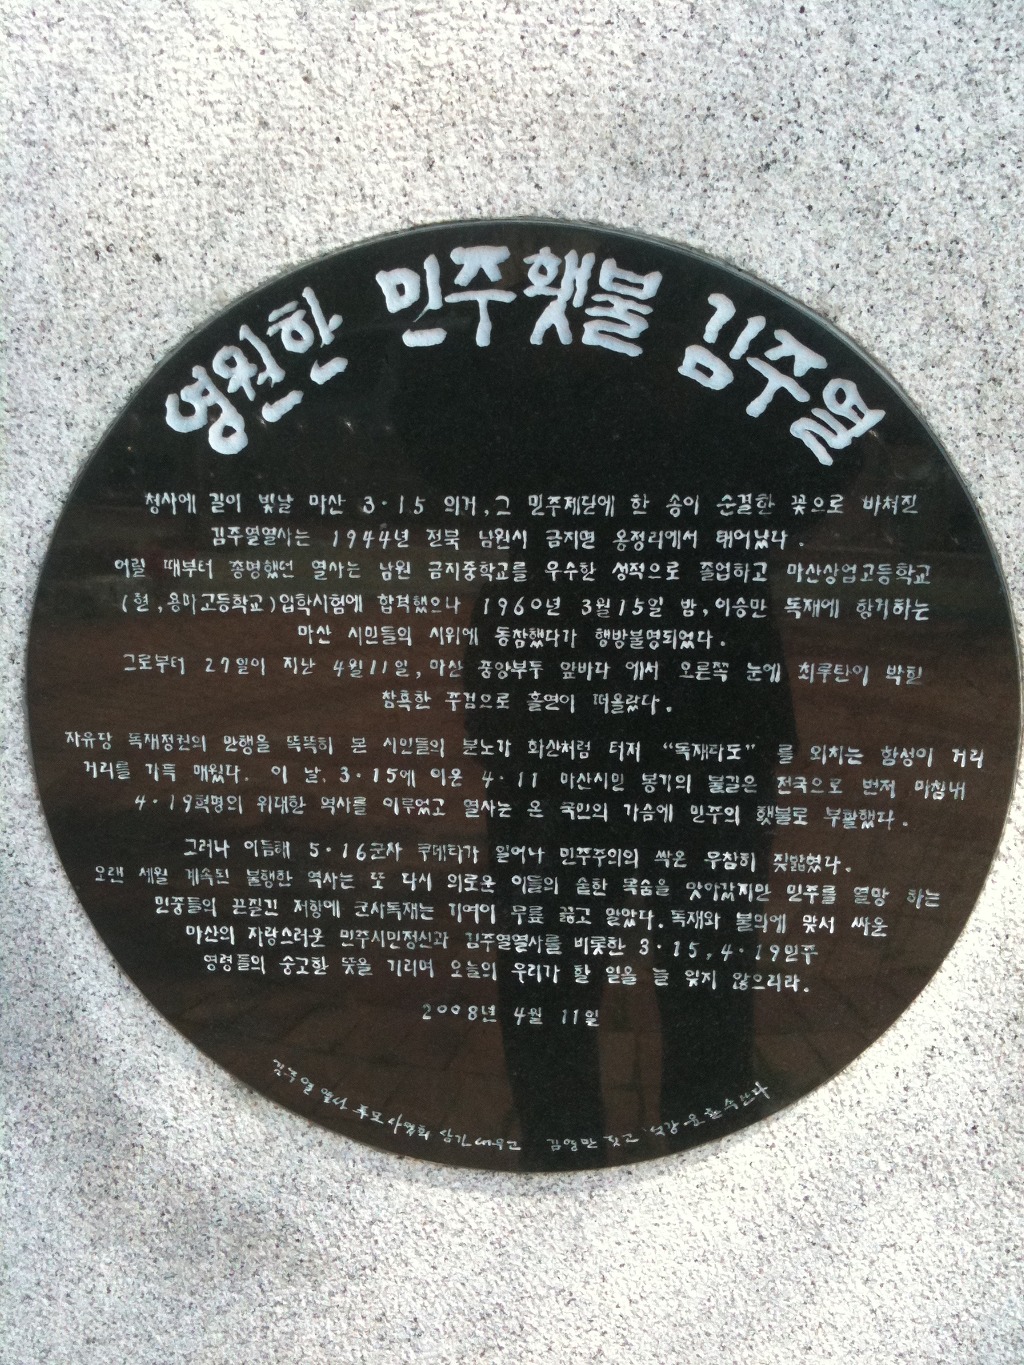 영원한 민주횃불 김주열
청사에 길이 빛날 마산 3·15 의거, 그 민주제단에 한 송이 순결한 꽃으로 바쳐진
김주열열사는 1944년 전북 남원시 금지면 옹정리에서 태어났다.
어릴 때부터 총명했던 열사는 남원 금지중학교를 우수한 성적으로 졸업하고 마산상업고등학교
(현, 용마고등학교)입학시험에 합격했으나 1960년 3월15일 밤, 이승만 독재에 항거하는
마산 시민들의 시위에 동참했다가 행방불명되었다.
그로부터 27일이 지난 4월11일, 마산 중앙부두 앞바다 에서 오른쪽 눈에 최루탄이 박힌
참혹한 주검으로 홀연이 떠올랐다.
자유당 독재정권의 만행을 똑똑히 본 시민들의 분노가 화산처럼 터저 “독재타도” 를 외치는 함성이 거리
거리를 가득 메웠다. 이 날, 3·15에 이은 4·11 마산시민 봉기의 불길은 전국으로 번저 마침내
4·19혁명의 위대한 역사를 이루었고 열사는 온 국민의 가슴에 민주의 횃불로 부활했다.
그러나 이듬해 5·16군사 쿠데타가 일어나 민주주의의 싹은 무참히 짖밟혔다.
오랜 세월 계속된 불행한 역사는 또 다시 의로운 이들의 숱한 목숨을 앗아갔지만 민주를 열망 하는
민중들의 끈질긴 저항에 군사독재는 기여이 무릎 꿇고 말았다. 독재와 불의에 맞서 싸운
마산의 자랑스러운 민주시민정신과 김주열열사를 비롯한 3·15, 4·19민주
영령들의 숭고한 뜻을 기리며 오늘의 우리가 할 일을 늘 잊지 않으리라.
2008년 4월 11일
김주열 열사 추모사업회 삼가 세우고 김영만 짓고